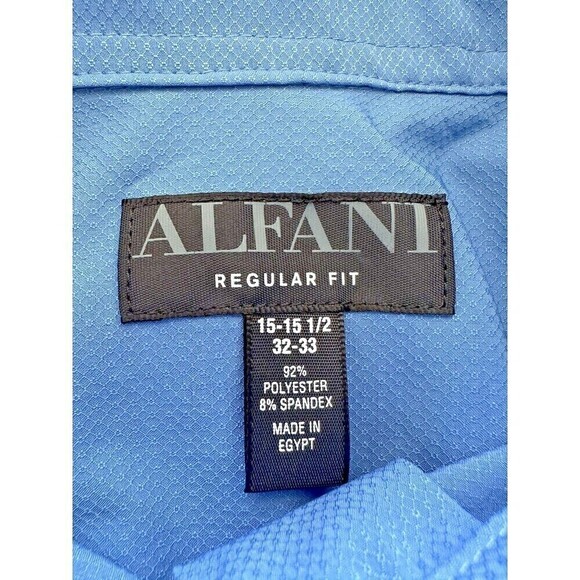 ALFANI
REGULAR FIT
15-15 1/2
32-33
92%
POLYESTER
8% SPANDEX
MADE IN
EGYPT